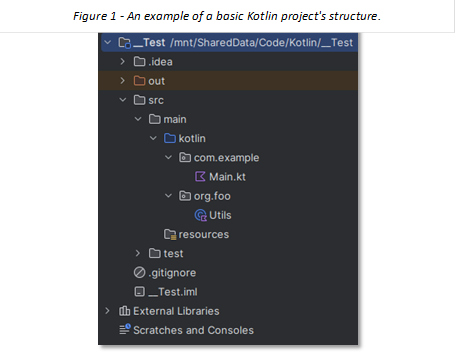 Figure 1 - An example of a basic Kotlin project's structure.
__Test /mnt/SharedData/Code/Kotlin/__Test
.idea
out
src
main
kotlin
com.example
Main.kt
org.foo
Utils
resources
test
.gitignore
__Test.iml
External Libraries
Scratches and Consoles